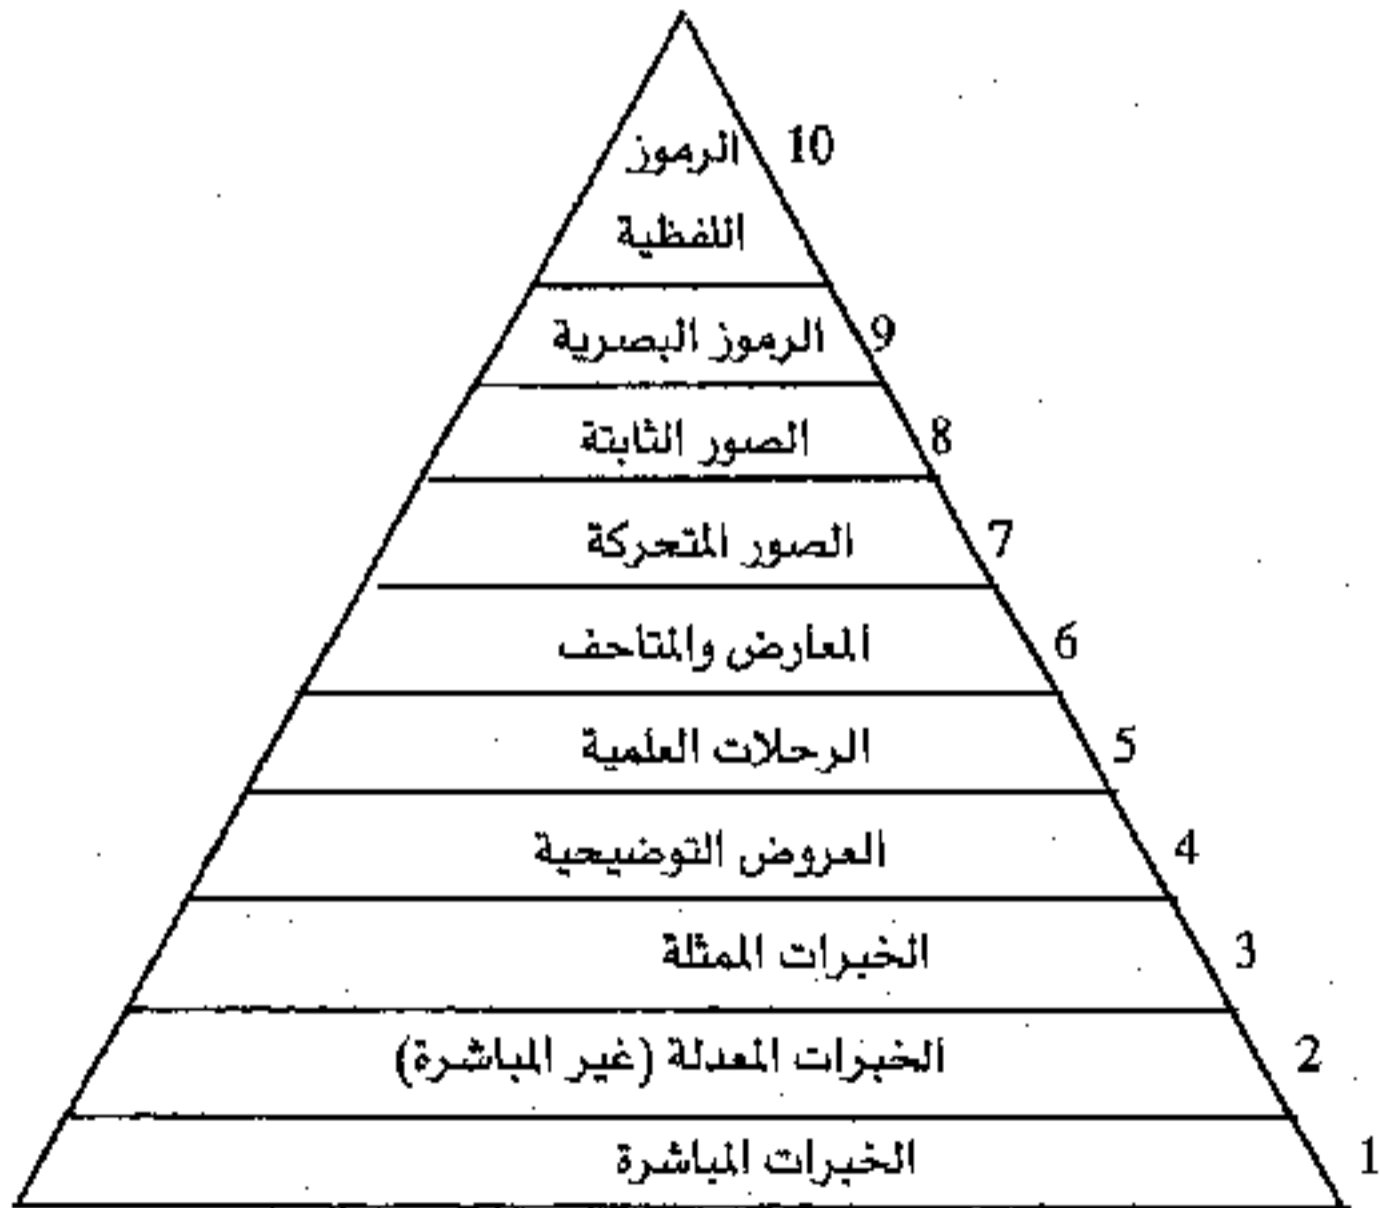 الرموز 10
اللفظية
الرموز البصرية 9
الصور الثابتة 8
الصور المتحركة 7
المعارض والمتاحف 6
الرحلات العلمية 5
العروض التوضيحية 4
الخبرات الممثلة 3
الخبرات المعدلة (غير المباشرة) 2
الخبرات المباشرة 1